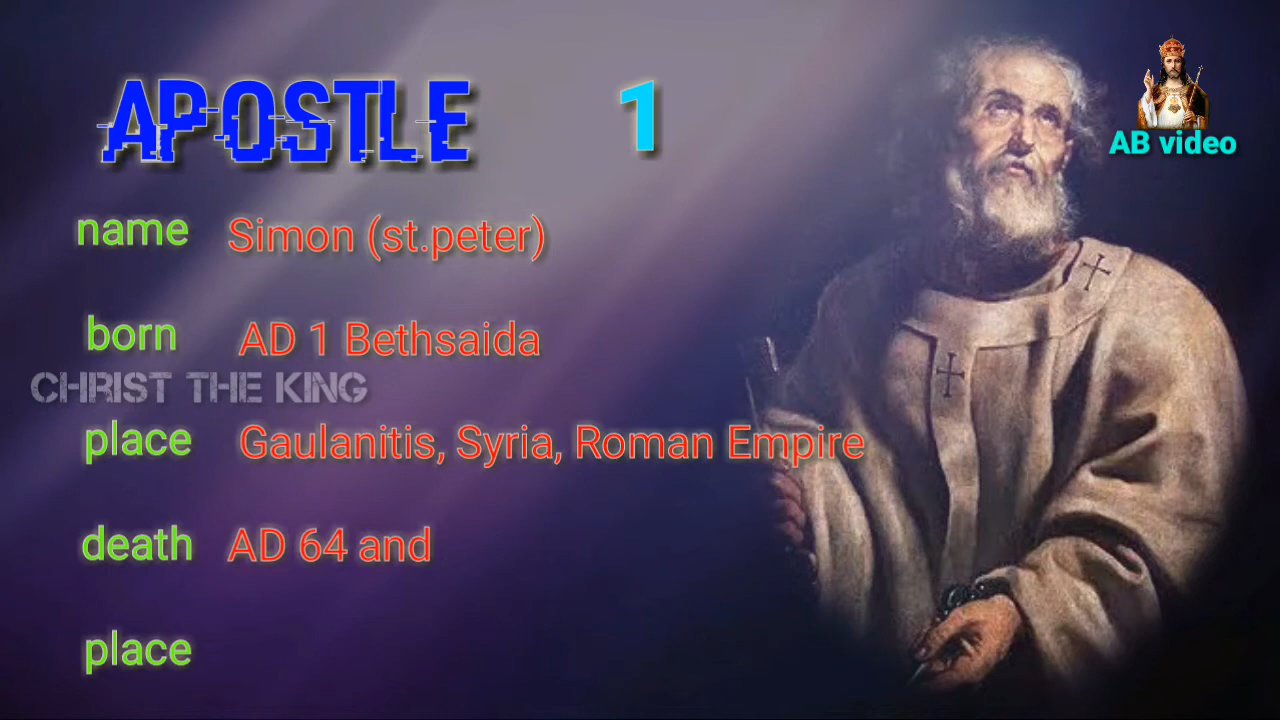 APOSTLE 1
AB video
name Simon (st.peter)
born AD 1 Bethsaida
CHRIST THE KING
place Gaulanitis, Syria, Roman Empire
death AD 64 and
place